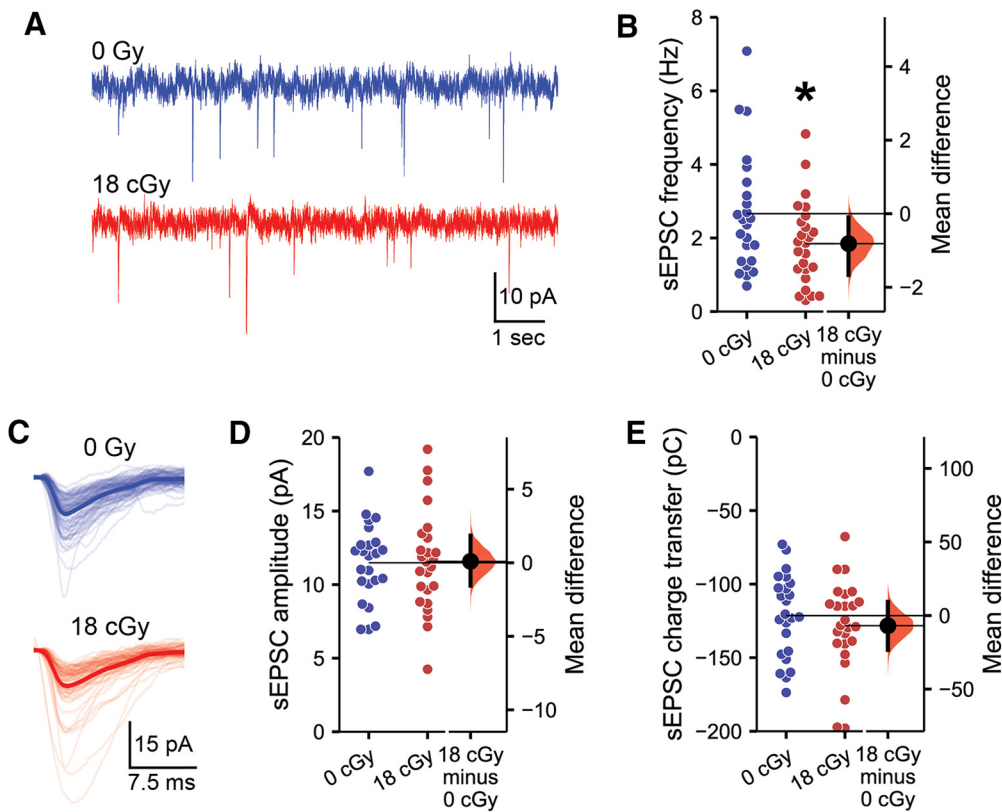 A
0 Gy
18 cGy
10 pA
1 sec
B
sEPSC frequency (Hz)
8
6
4
2
0
*
4
2
0
−2
Mean difference
0 cGy
18 cGy
18 cGy
minus
0 cGy
C
0 Gy
18 cGy
15 pA
7.5 ms
D
sEPSC amplitude (pA)
20
15
10
5
0
5
0
−5
−10
Mean difference
0 cGy
18 cGy
18 cGy
minus
0 cGy
E
sEPSC charge transfer (pC)
0
−50
−100
−150
−200
100
50
0
−50
Mean difference
0 cGy
18 cGy
18 cGy
minus
0 cGy